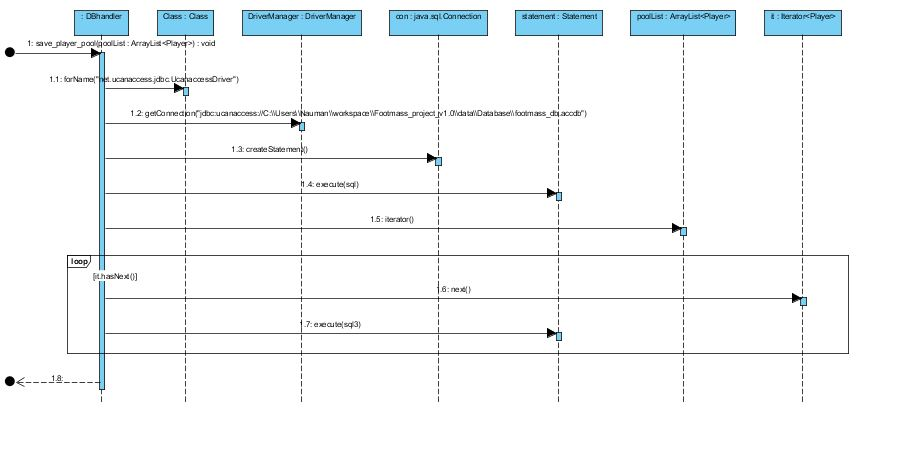 : DBhandler
Class : Class
DriverManager : DriverManager
con : java.sql.Connection
statement : Statement
poolList : ArrayList<Player>
it : Iterator<Player>
1: save_player_pool(poolList : ArrayList<Player>) : void
1.1: forName("net.ucanaccess.jdbc.UcanaccessDriver")
1.2: getConnection("jdbc:ucanaccess://C:\\Users\\Nauman\\workspace\\Footmass_project_v1.0\\data\\Database\\footmass_db.accdb")
1.3: createStatement()
1.4: execute(sql)
1.5: iterator()
loop
[it.hasNext()]
1.6: next()
1.7: execute(sql3)
1.8: